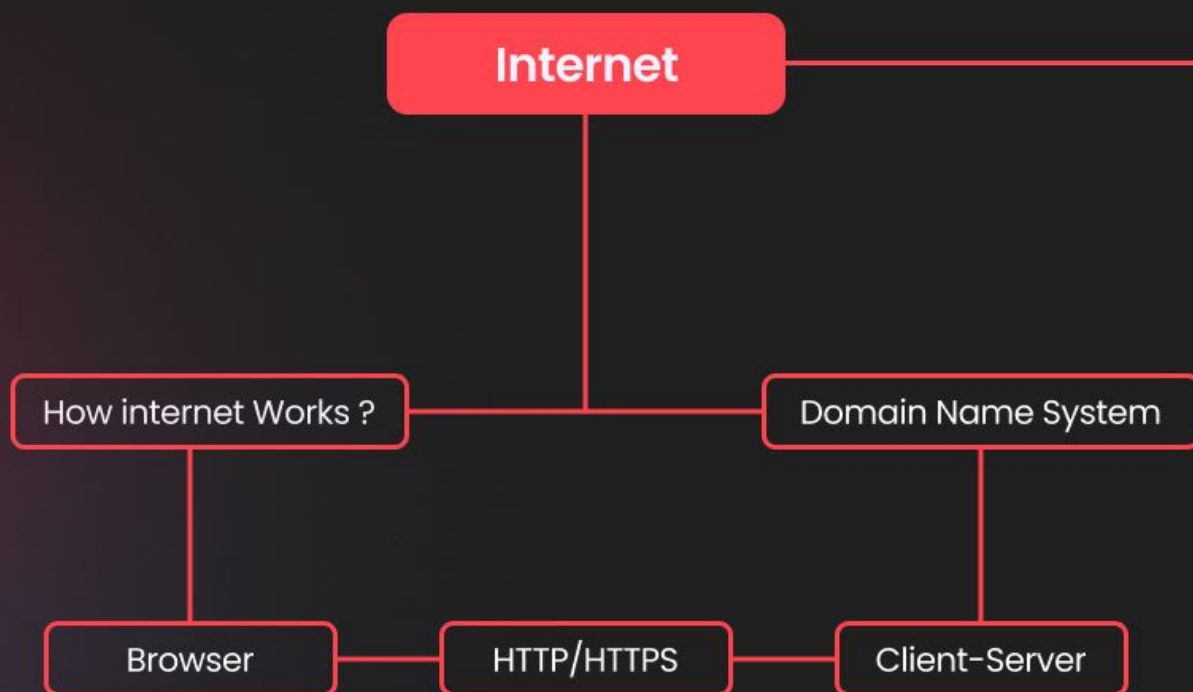 Internet
How internet Works ?
Domain Name System
Browser
HTTP/HTTPS
Client-Server